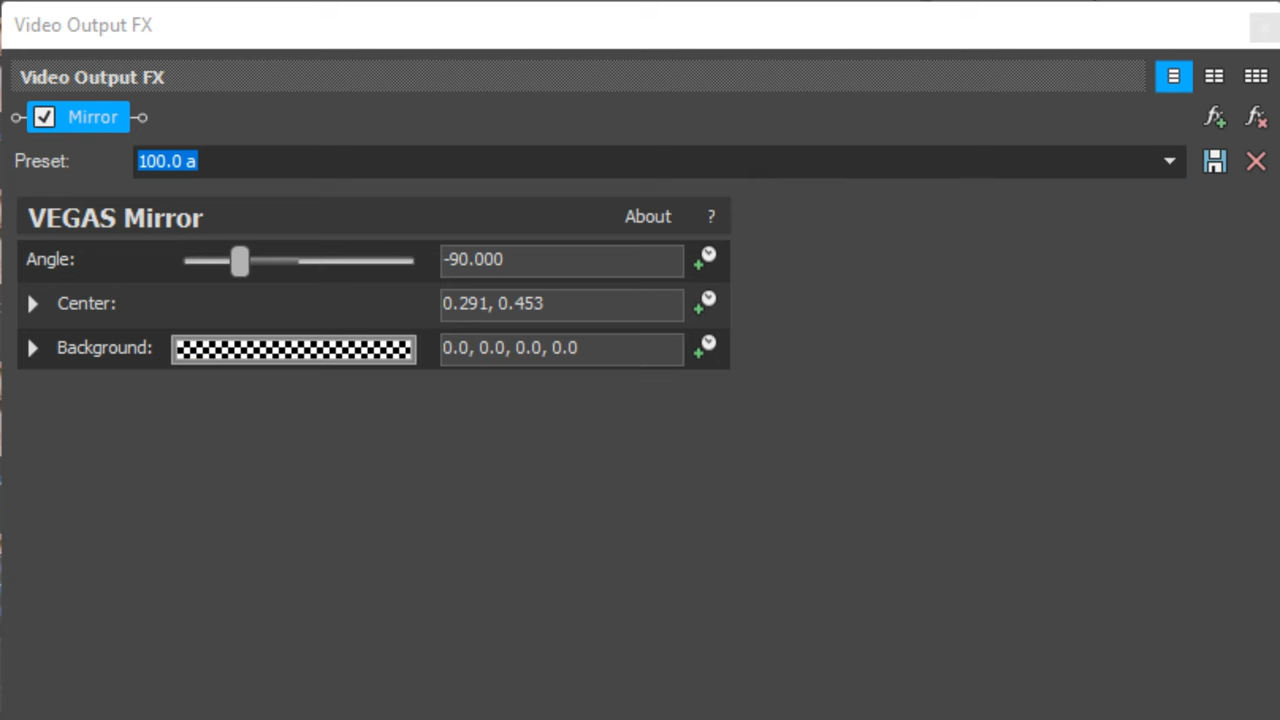 Video Output FX
Video Output FX
Mirror
Preset: 100.0 a
VEGAS Mirror About ?
Angle: -90.000
Center: 0.291, 0.453
Background: 0.0, 0.0, 0.0, 0.0